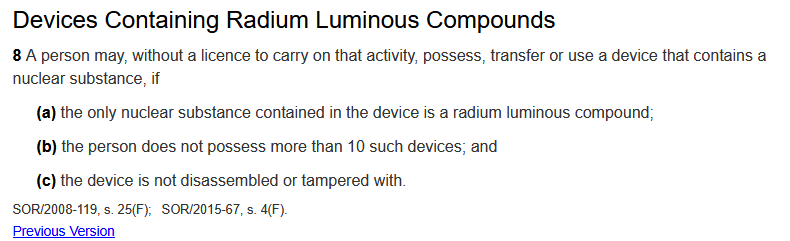 Devices Containing Radium Luminous Compounds
8 A person may, without a licence to carry on that activity, possess, transfer or use a device that contains a
nuclear substance, if
(a) the only nuclear substance contained in the device is a radium luminous compound;
(b) the person does not possess more than 10 such devices; and
(c) the device is not disassembled or tampered with.
SOR/2008-119, s. 25(F); SOR/2015-67, s. 4(F).
Previous Version